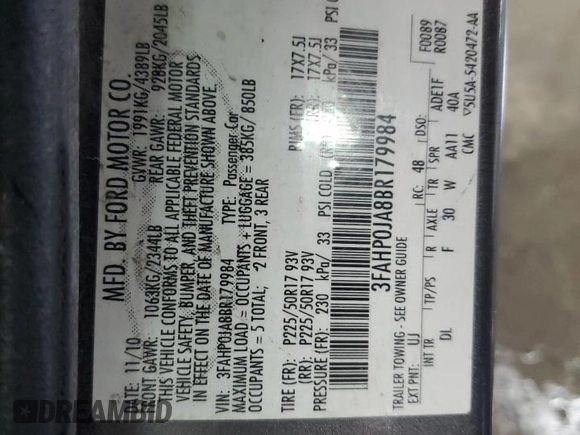 MFD. BY FORD MOTOR CO.
DATE: 11/10 GVWR: 1991KG/4389LB
FRONT GAWR: 1063KG/2344LB REAR GAWR: 928KG/2045LB
THIS VEHICLE CONFORMS TO ALL APPLICABLE FEDERAL MOTOR
VEHICLE SAFETY, BUMPER, AND THEFT PREVENTION STANDARDS
IN EFFECT ON THE DATE OF MANUFACTURE SHOWN ABOVE.
VIN: 3FAHP0JA8BR179984 TYPE: Passenger Car
MAXIMUM LOAD = OCCUPANTS + LUGGAGE = 385KG/ 850LB
OCCUPANTS = 5 TOTAL; *2 FRONT, 3 REAR
TIRE (FR): P225/50R17 93V RIMS (FR): 17X7.5J
(RR): P225/50R17 93V 17X7.5J
PRESSURE (FR): 230 kPa/ 33 PSI COLD kPa/ 33 PSI
3FAHP0JA8BR179984
TRAILER TOWING - SEE OWNER GUIDE
F0089
R0087
EXT PNT: UJ RC: 48 DSO:
INT TR TP/PS R AXLE TR SPR ADE1F
DL F 30 W AA11 40A
CMC 5U5A-5420472-AA
DREAMBID